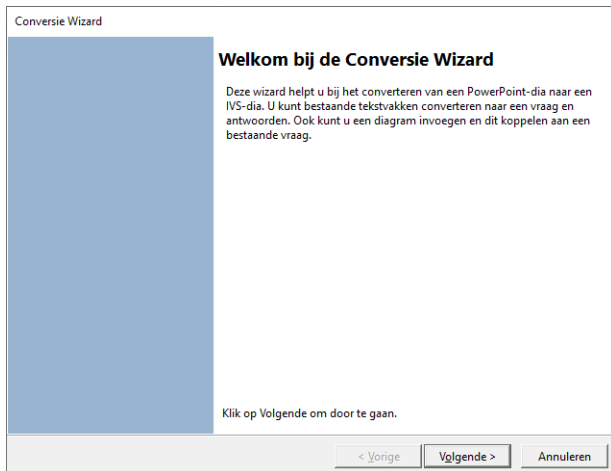 Conversie Wizard
Welkom bij de Conversie Wizard
Deze wizard helpt u bij het converteren van een PowerPoint-dia naar een
IVS-dia. U kunt bestaande tekstvakken converteren naar een vraag en
antwoorden. Ook kunt u een diagram invoegen en dit koppelen aan een
bestaande vraag.
Klik op Volgende om door te gaan.
< Vorige Volgende > Annuleren